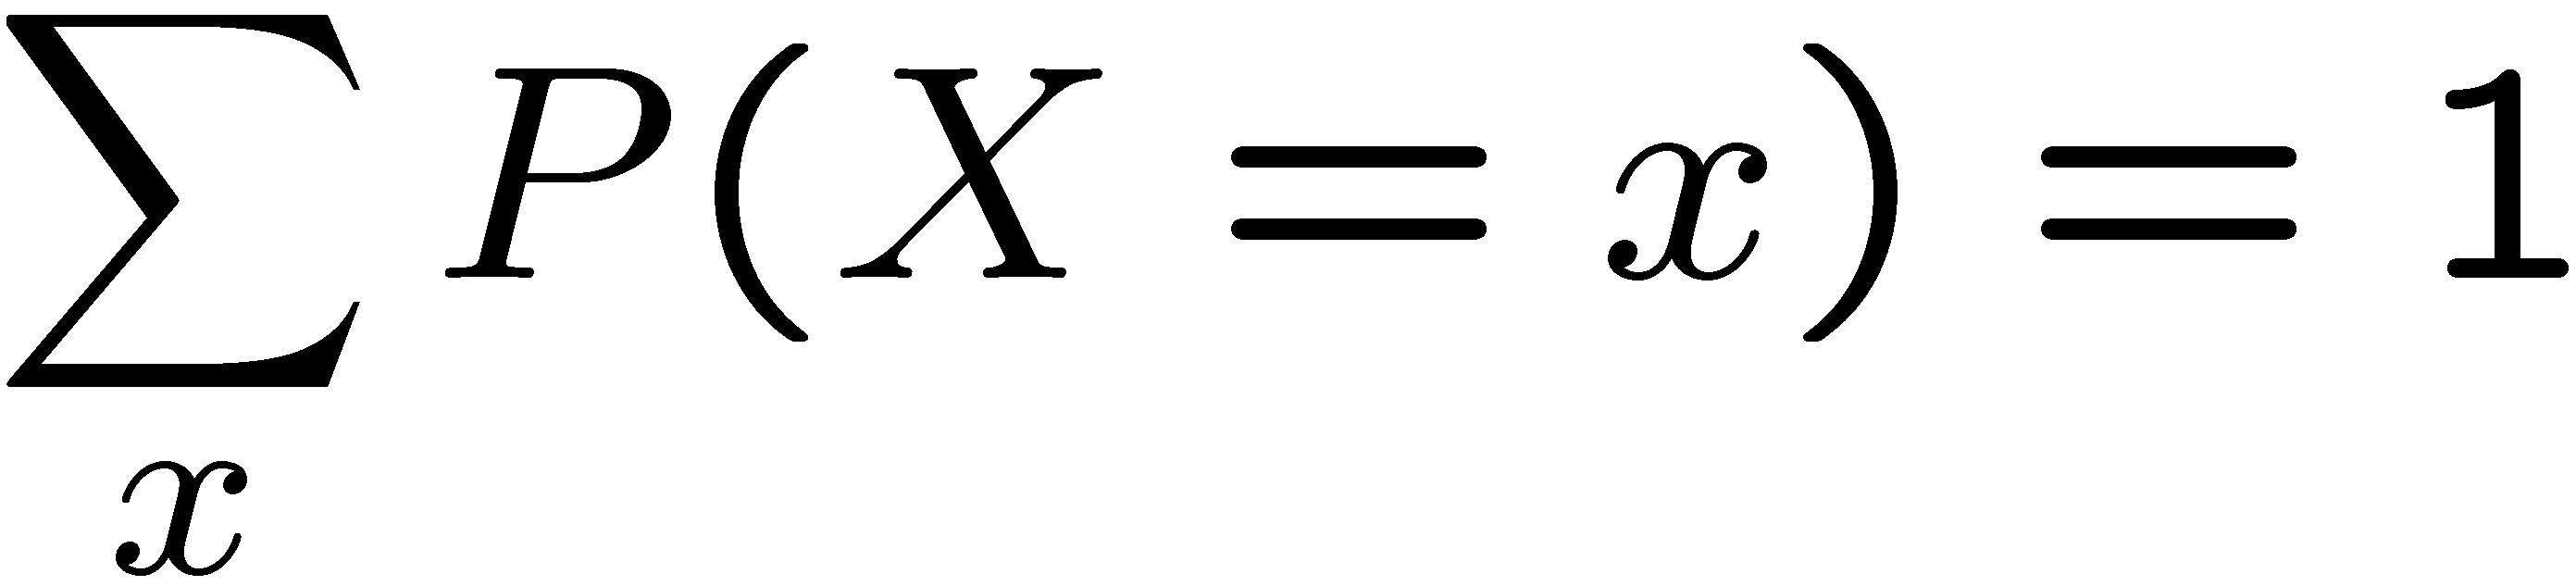 ∑ P(X = x) = 1
x